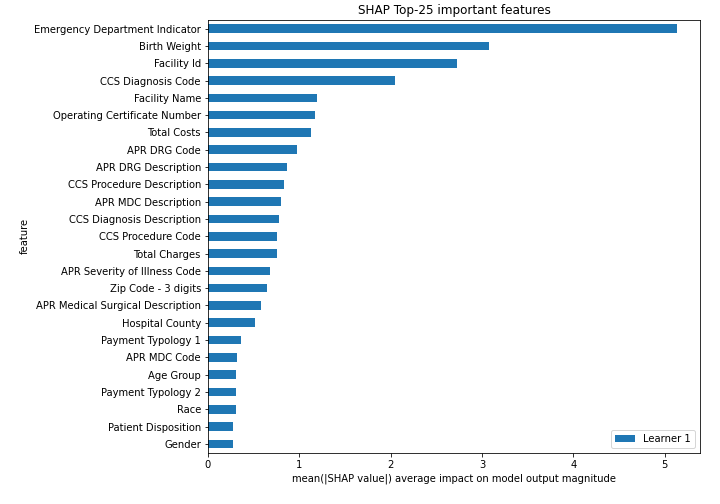 SHAP Top-25 important features
Emergency Department Indicator
Birth Weight
Facility Id
CCS Diagnosis Code
Facility Name
Operating Certificate Number
Total Costs
APR DRG Code
APR DRG Description
CCS Procedure Description
APR MDC Description
CCS Diagnosis Description
CCS Procedure Code
Total Charges
APR Severity of Illness Code
Zip Code - 3 digits
APR Medical Surgical Description
Hospital County
Payment Typology 1
APR MDC Code
Age Group
Payment Typology 2
Race
Patient Disposition
Gender
feature
Learner 1
0 1 2 3 4 5
mean(|SHAP value|) average impact on model output magnitude